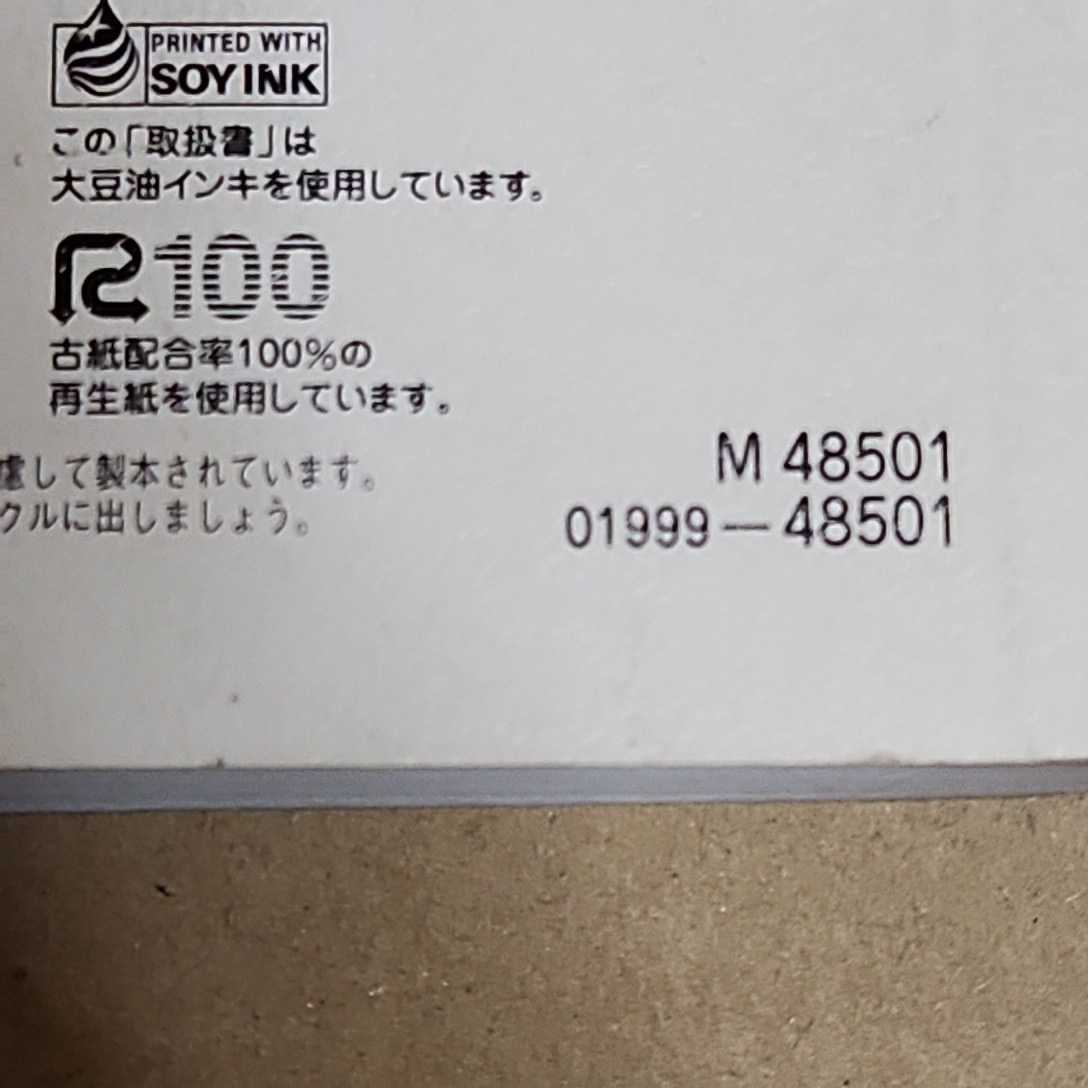 PRINTED WITH
SOY INK
この「取扱書」は
大豆油インキを使用しています。
R100
古紙配合率100%の
再生紙を使用しています。
慮して製本されています。
クルに出しましょう。
M 48501
01999-48501